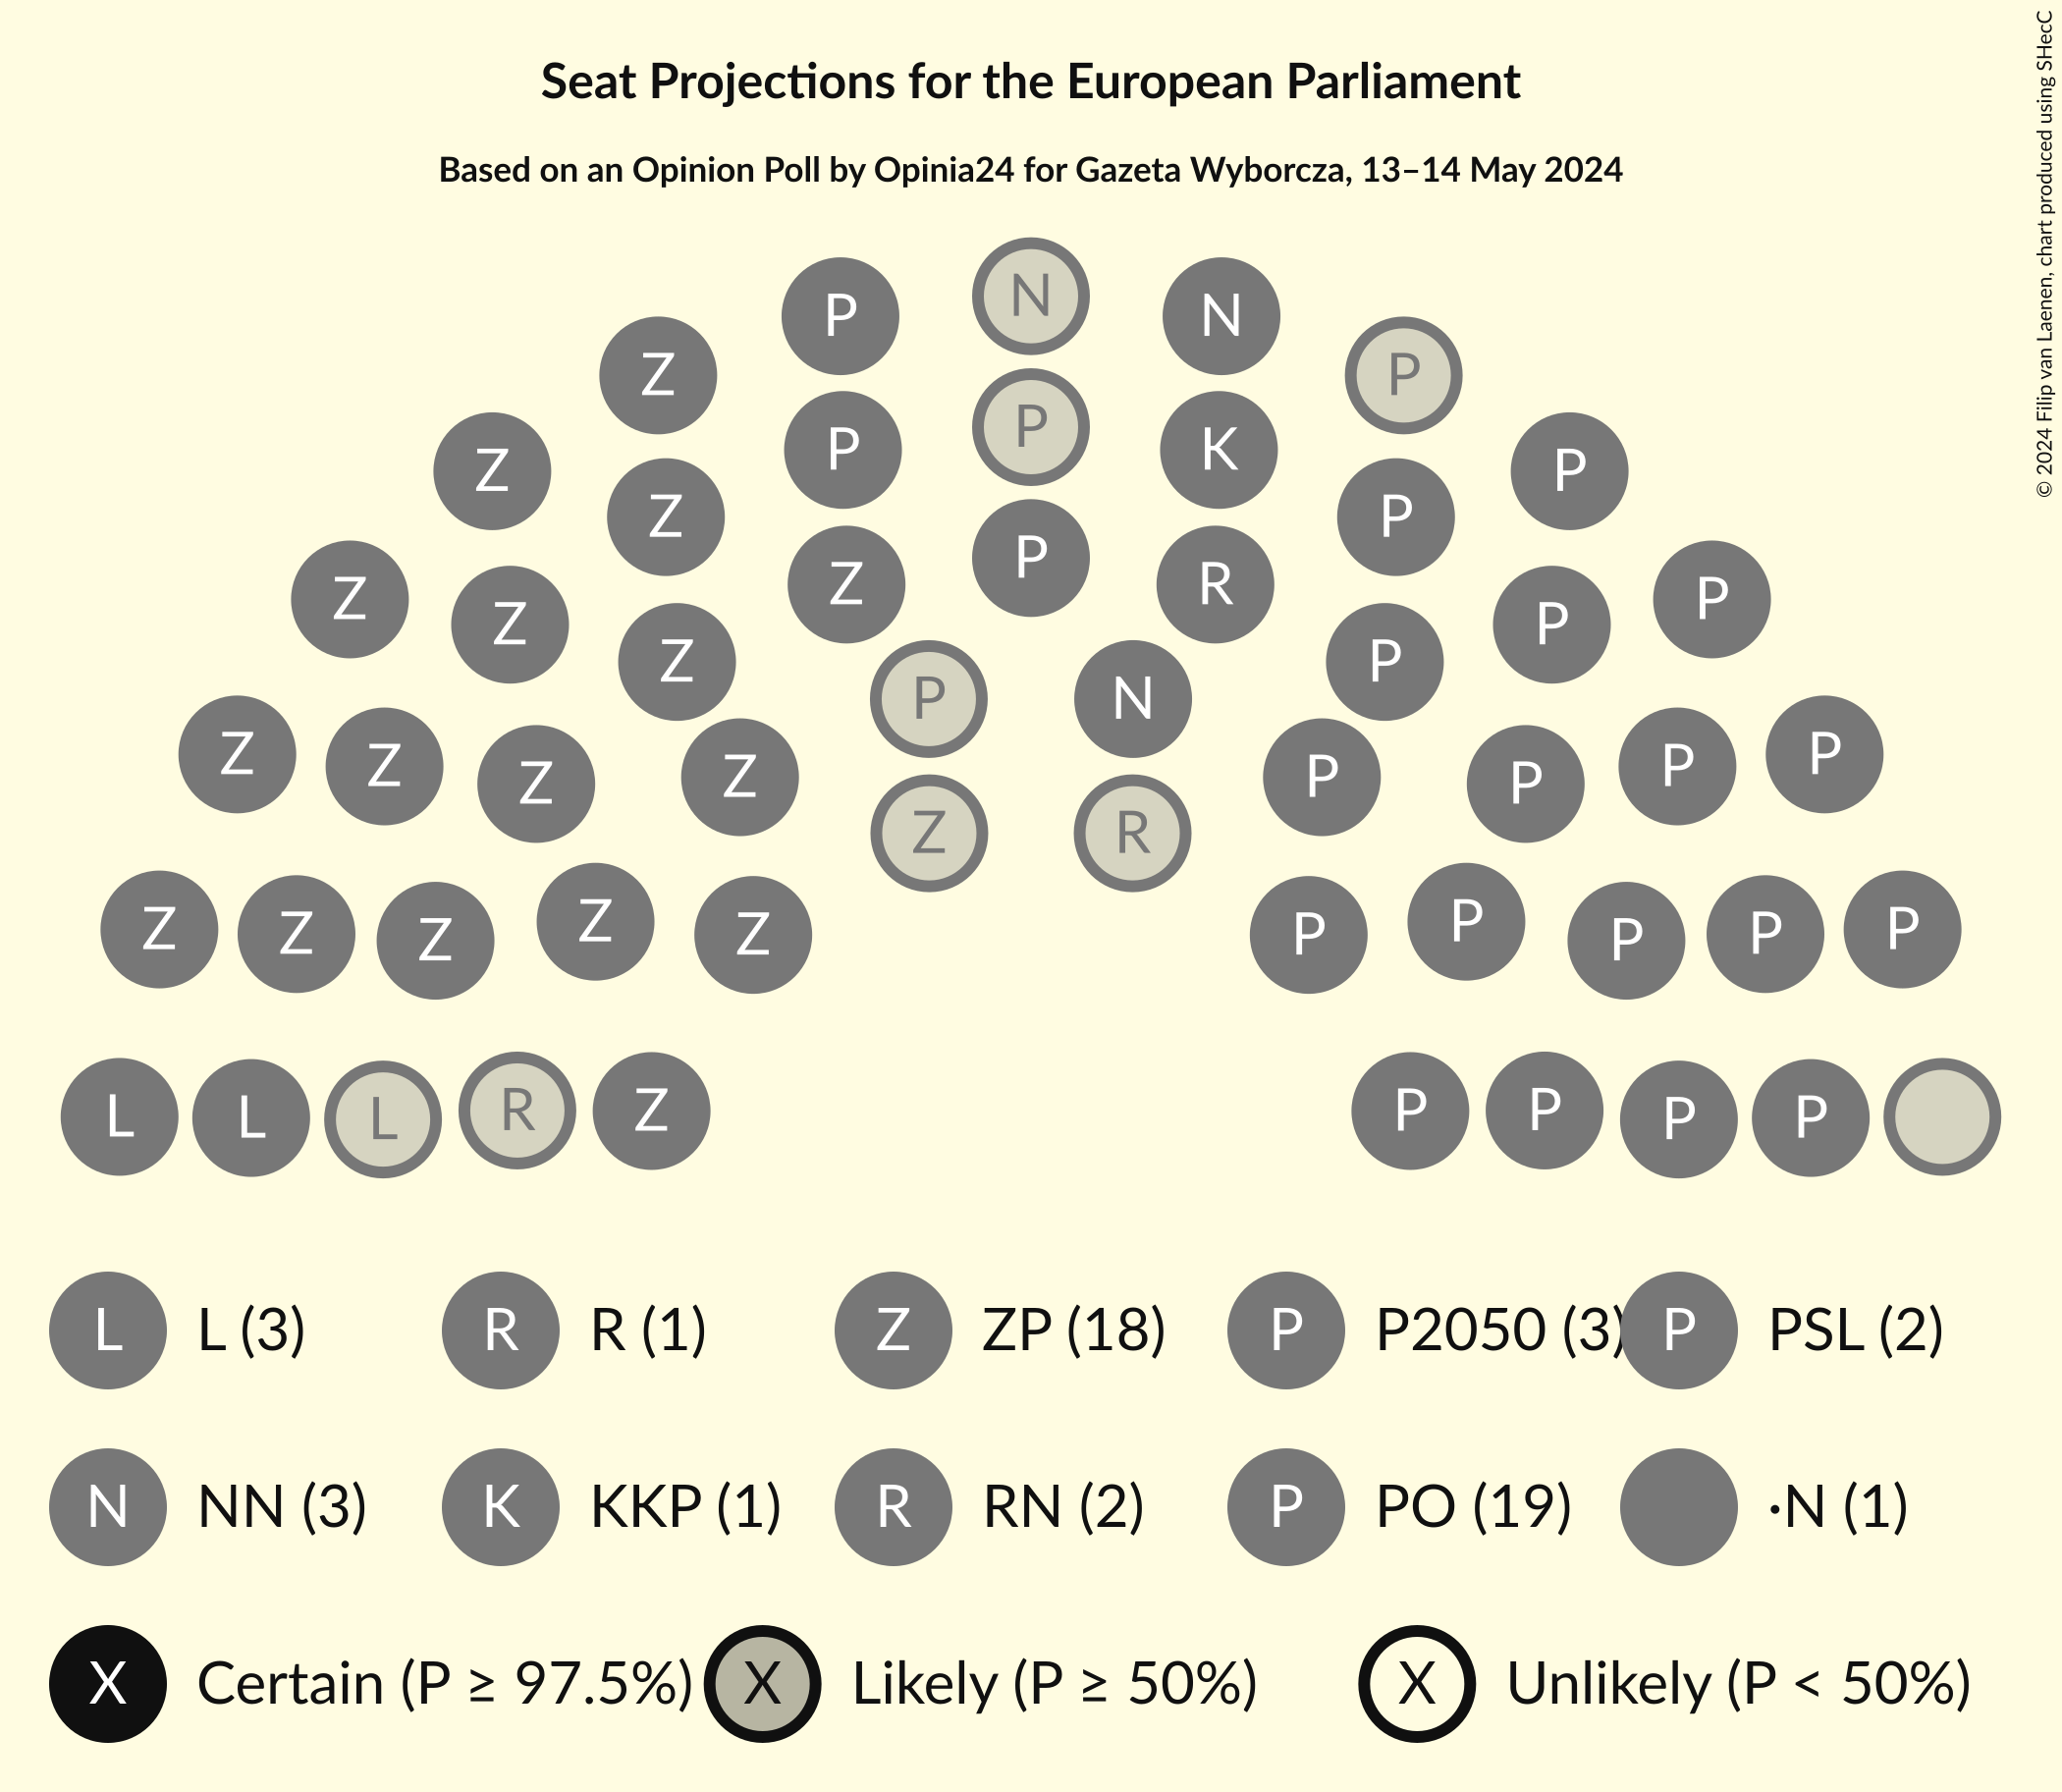 Seat Projections for the European Parliament
Based on an Opinion Poll by Opinia24 for Gazeta Wyborcza, 13–14 May 2024
© 2024 Filip van Laenen, chart produced using SHecC
N
P N
Z P
P
P K
Z P
Z P
P
Z R
Z P
Z P
Z P
P N
Z P
Z P
Z P
Z P
Z R
Z P
Z P
Z P
Z P
Z P
L L L R Z P P P P
L L (3) R R (1) Z ZP (18) P P2050 (3) P PSL (2)
N NN (3) K KKP (1) R RN (2) P PO (19) ·N (1)
X Certain (P ≥ 97.5%) X Likely (P ≥ 50%) X Unlikely (P < 50%)